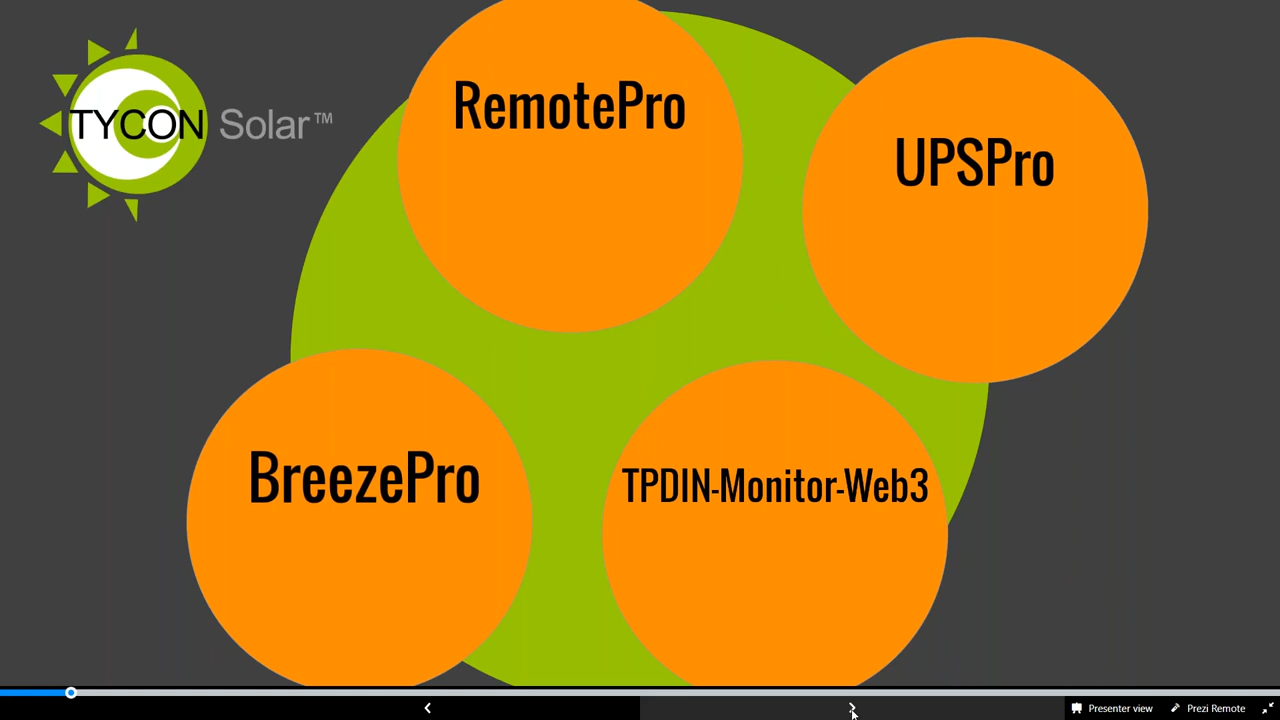 RemotePro
TYCON Solar™
UPSPro
BreezePro
TPDIN-Monitor-Web3
Presenter view
Prezi Remote